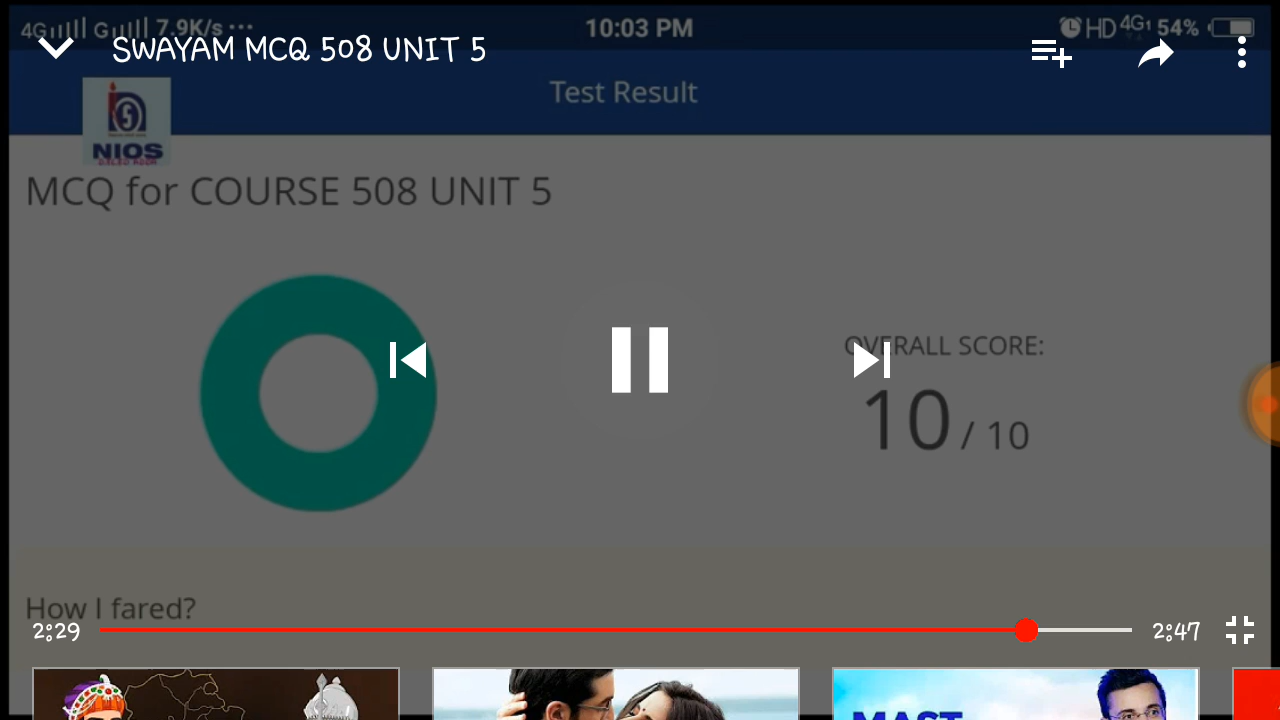 4G G 7.9K/s ••• 10:03 PM HD 4G 54%
SWAYAM MCQ 508 UNIT 5
Test Result
NIOS
MCQ for COURSE 508 UNIT 5
OVERALL SCORE:
10 / 10
How I fared?
2:29 2:47
MAST